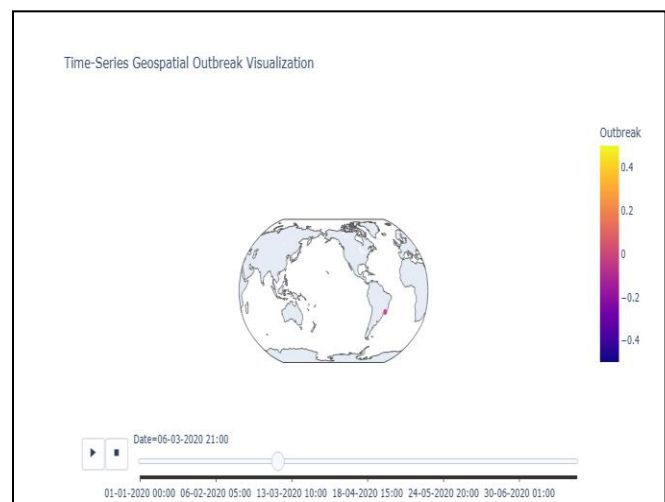 Time-Series Geospatial Outbreak Visualization
Outbreak
0.4
0.2
0
−0.2
−0.4
Date=06-03-2020 21:00
01-01-2020 00:00 06-02-2020 05:00 13-03-2020 10:00 18-04-2020 15:00 24-05-2020 20:00 30-06-2020 01:00